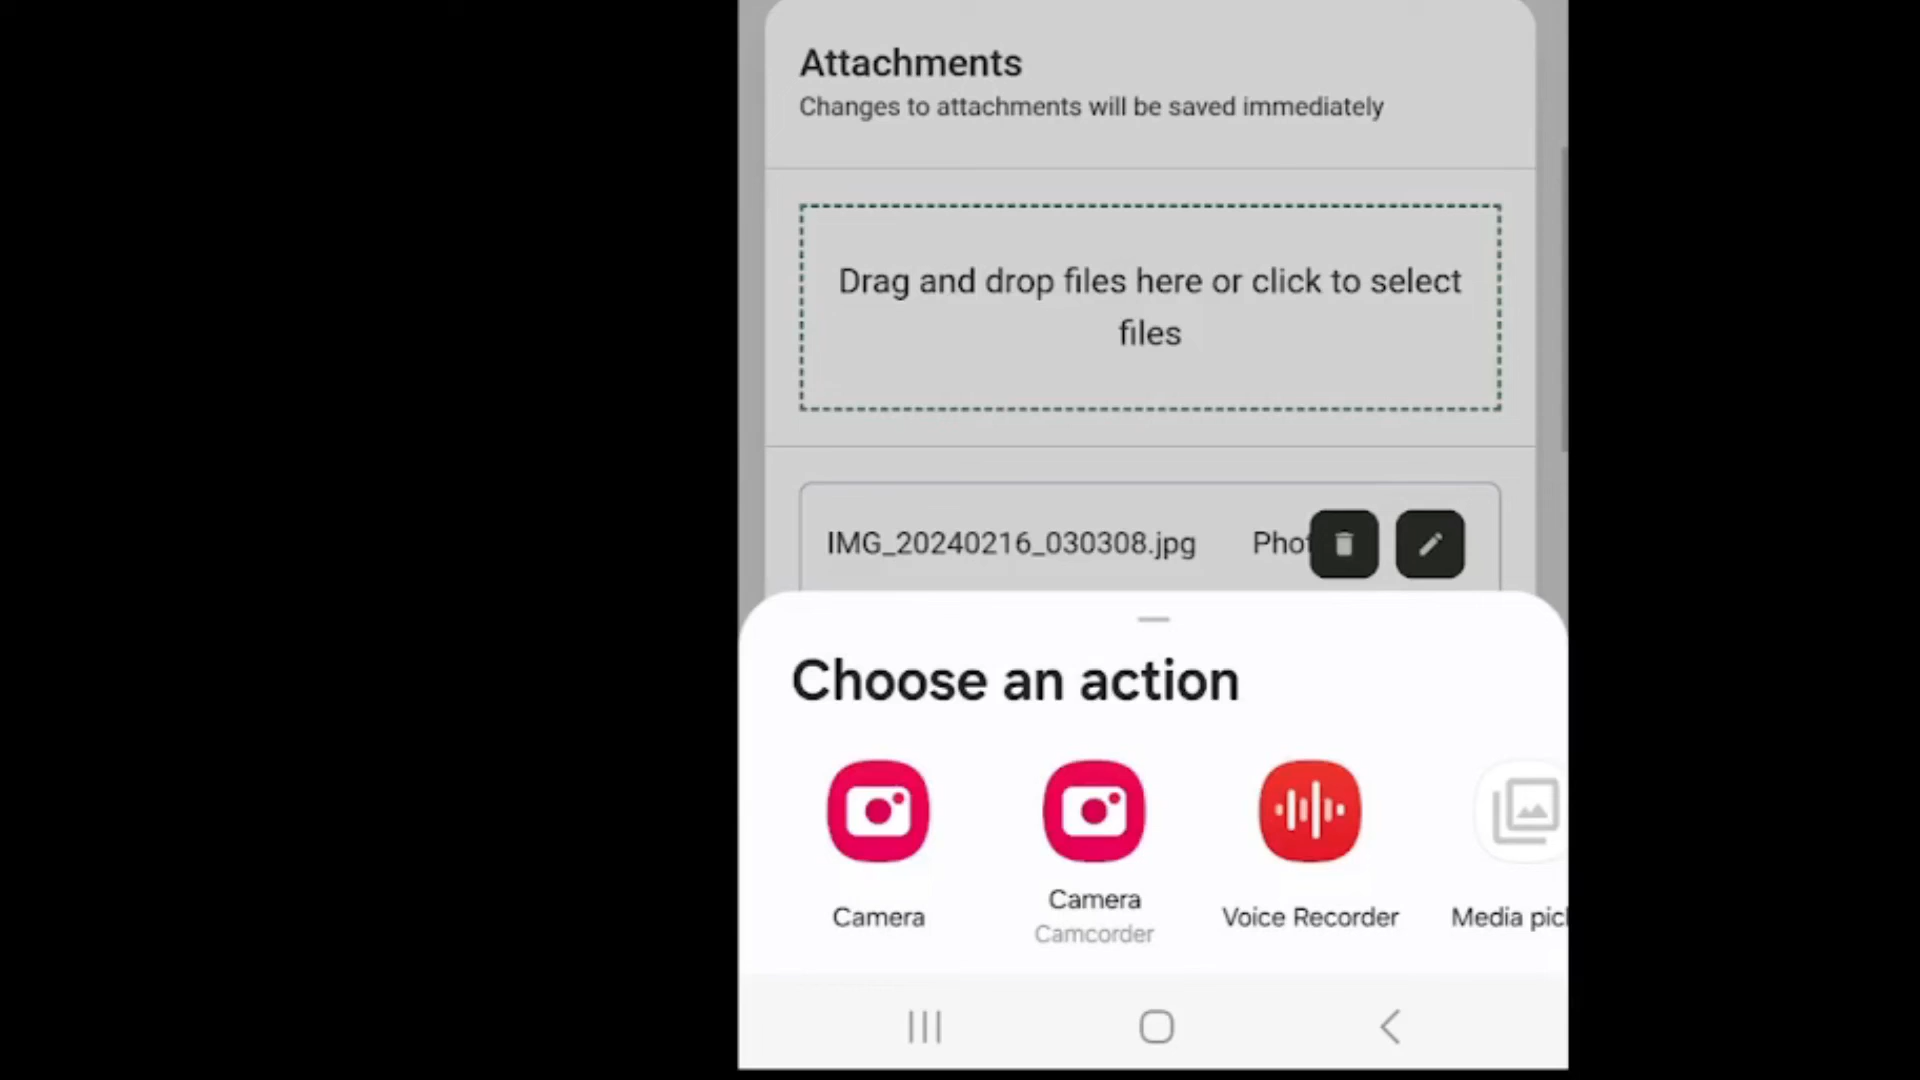 Attachments
Changes to attachments will be saved immediately
Drag and drop files here or click to select
files
IMG_20240216_030308.jpg Phot
Choose an action
Camera
Camera
Camcorder
Voice Recorder
Media pick